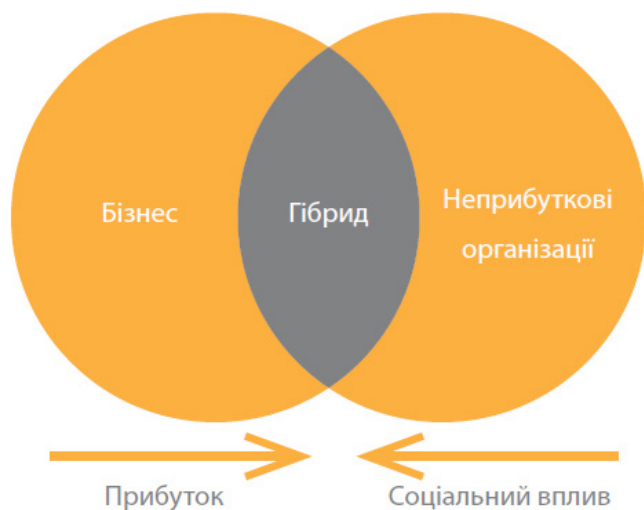 Бізнес
Гібрид
Неприбуткові
організації
Прибуток
Соціальний вплив